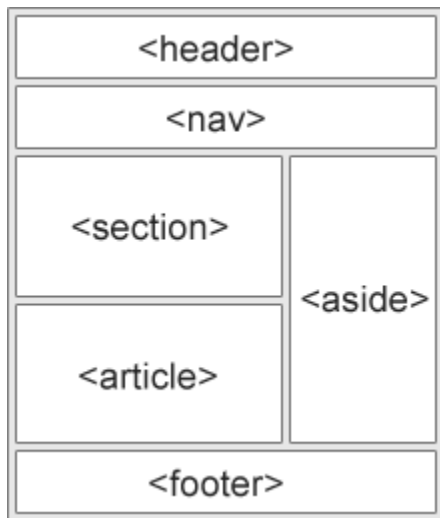 <header>
<nav>
<section>
<aside>
<article>
<footer>